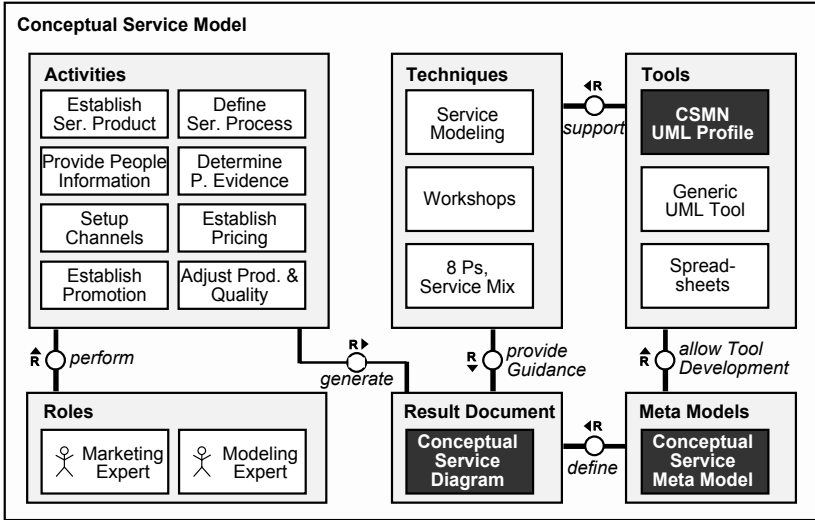 Conceptual Service Model
Activities
Establish
Ser. Product
Define
Ser. Process
Provide People
Information
Determine
P. Evidence
Setup
Channels
Establish
Pricing
Establish
Promotion
Adjust Prod. &
Quality
Techniques
Service
Modeling
Workshops
8 Ps,
Service Mix
R
support
Tools
CSMN
UML Profile
Generic
UML Tool
Spread-
sheets
R
perform
R
generate
R
provide
Guidance
R
allow Tool
Development
Roles
Marketing
Expert
Modeling
Expert
Result Document
Conceptual
Service
Diagram
R
define
Meta Models
Conceptual
Service
Meta Model